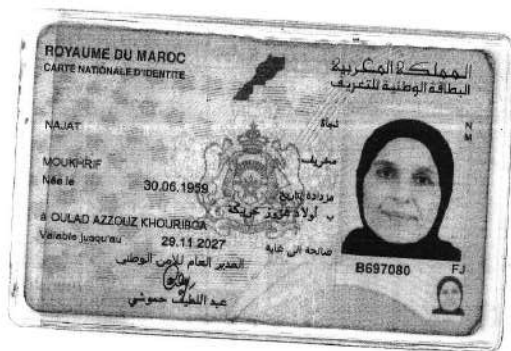 ROYAUME DU MAROC
CARTE NATIONALE D'IDENTITE
المملكة المغربية
البطاقة الوطنية للتعريف
NAJAT
نجاة
MOUKHRIF
مخريف
Née le 30.06.1959
مزدادة بتاريخ
à OULAD AZZOUZ KHOURIBGA
ب أولاد عزوز خريبكة
Valable jusqu'au 29.11.2027
صالحة الى غاية
المدير العام للأمن الوطني
عبد اللطيف حموشي
N
M
B697080
FJ